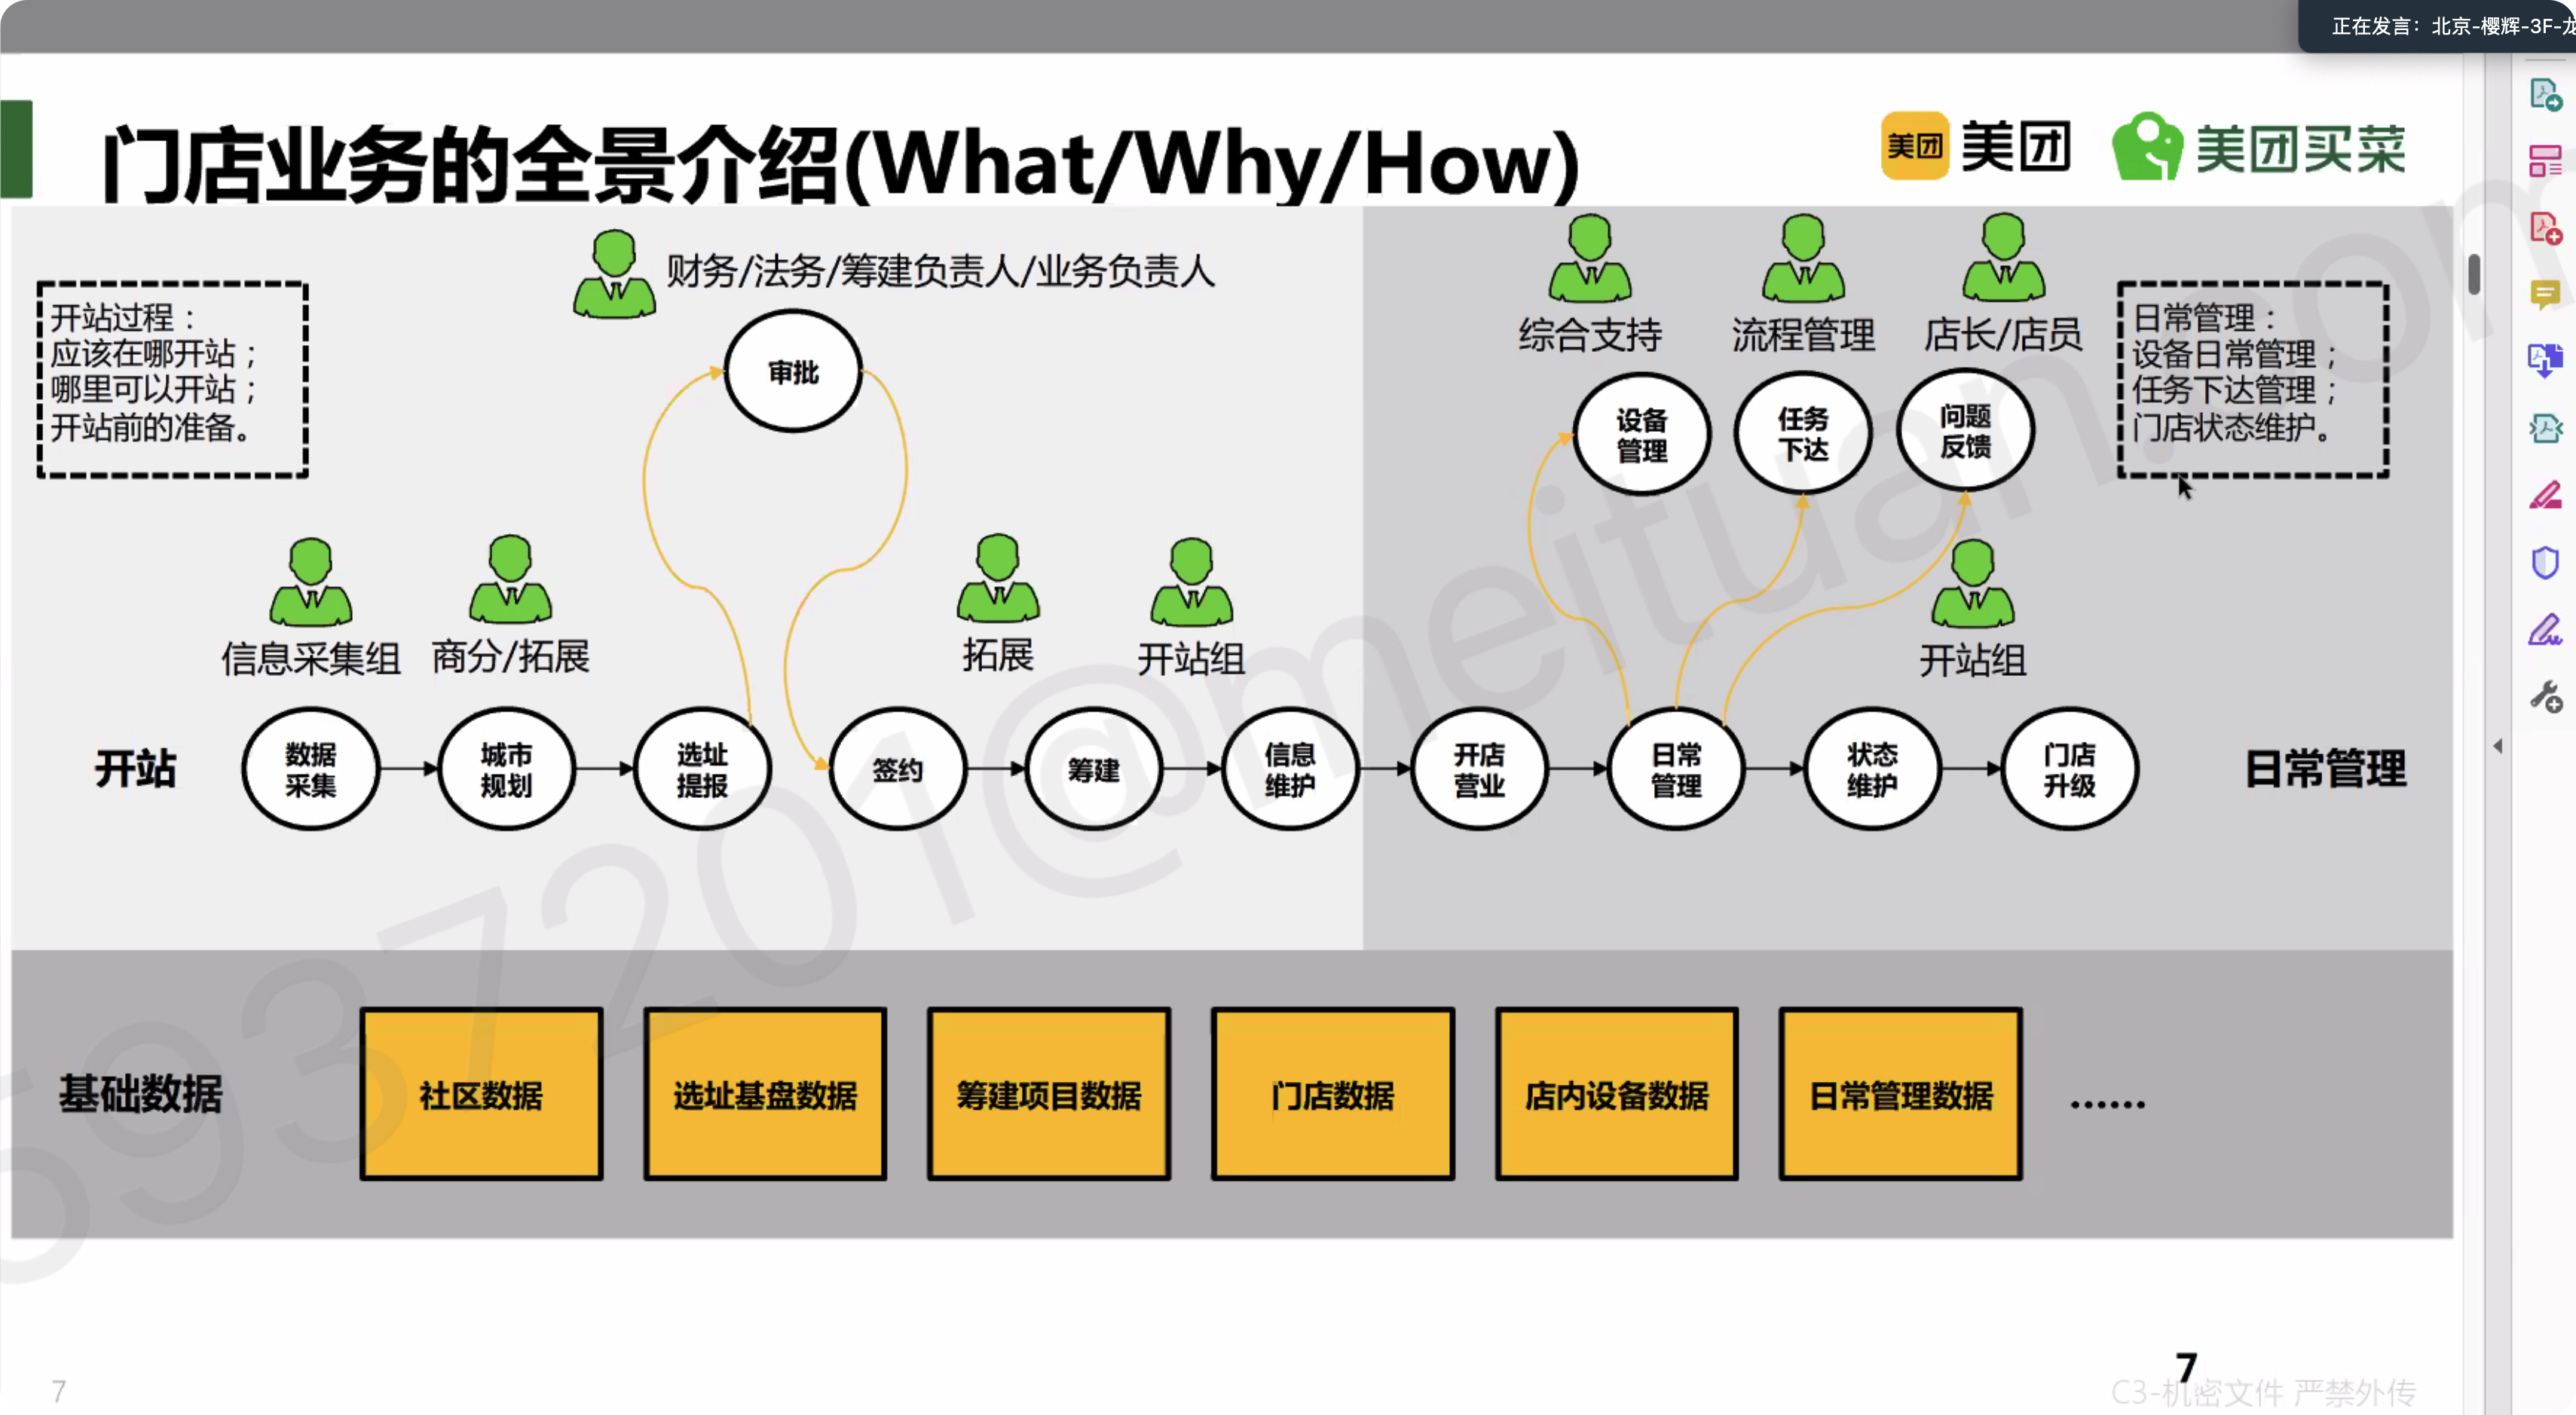 正在发言：北京-樱辉-3F-龙
门店业务的全景介绍(What/Why/How)
美团 美团
美团买菜
财务/法务/筹建负责人/业务负责人
开站过程：
应该在哪开站；
哪里可以开站；
开站前的准备。
审批
综合支持
流程管理
店长/店员
设备
管理
任务
下达
问题
反馈
日常管理：
设备日常管理；
任务下达管理；
门店状态维护。
信息采集组
商分/拓展
拓展
开站组
开站组
开站
数据
采集
城市
规划
选址
提报
签约
筹建
信息
维护
开店
营业
日常
管理
状态
维护
门店
升级
日常管理
基础数据
社区数据
选址基盘数据
筹建项目数据
门店数据
店内设备数据
日常管理数据
……
5937201@meituan.com
7
7
C3-机密文件 严禁外传